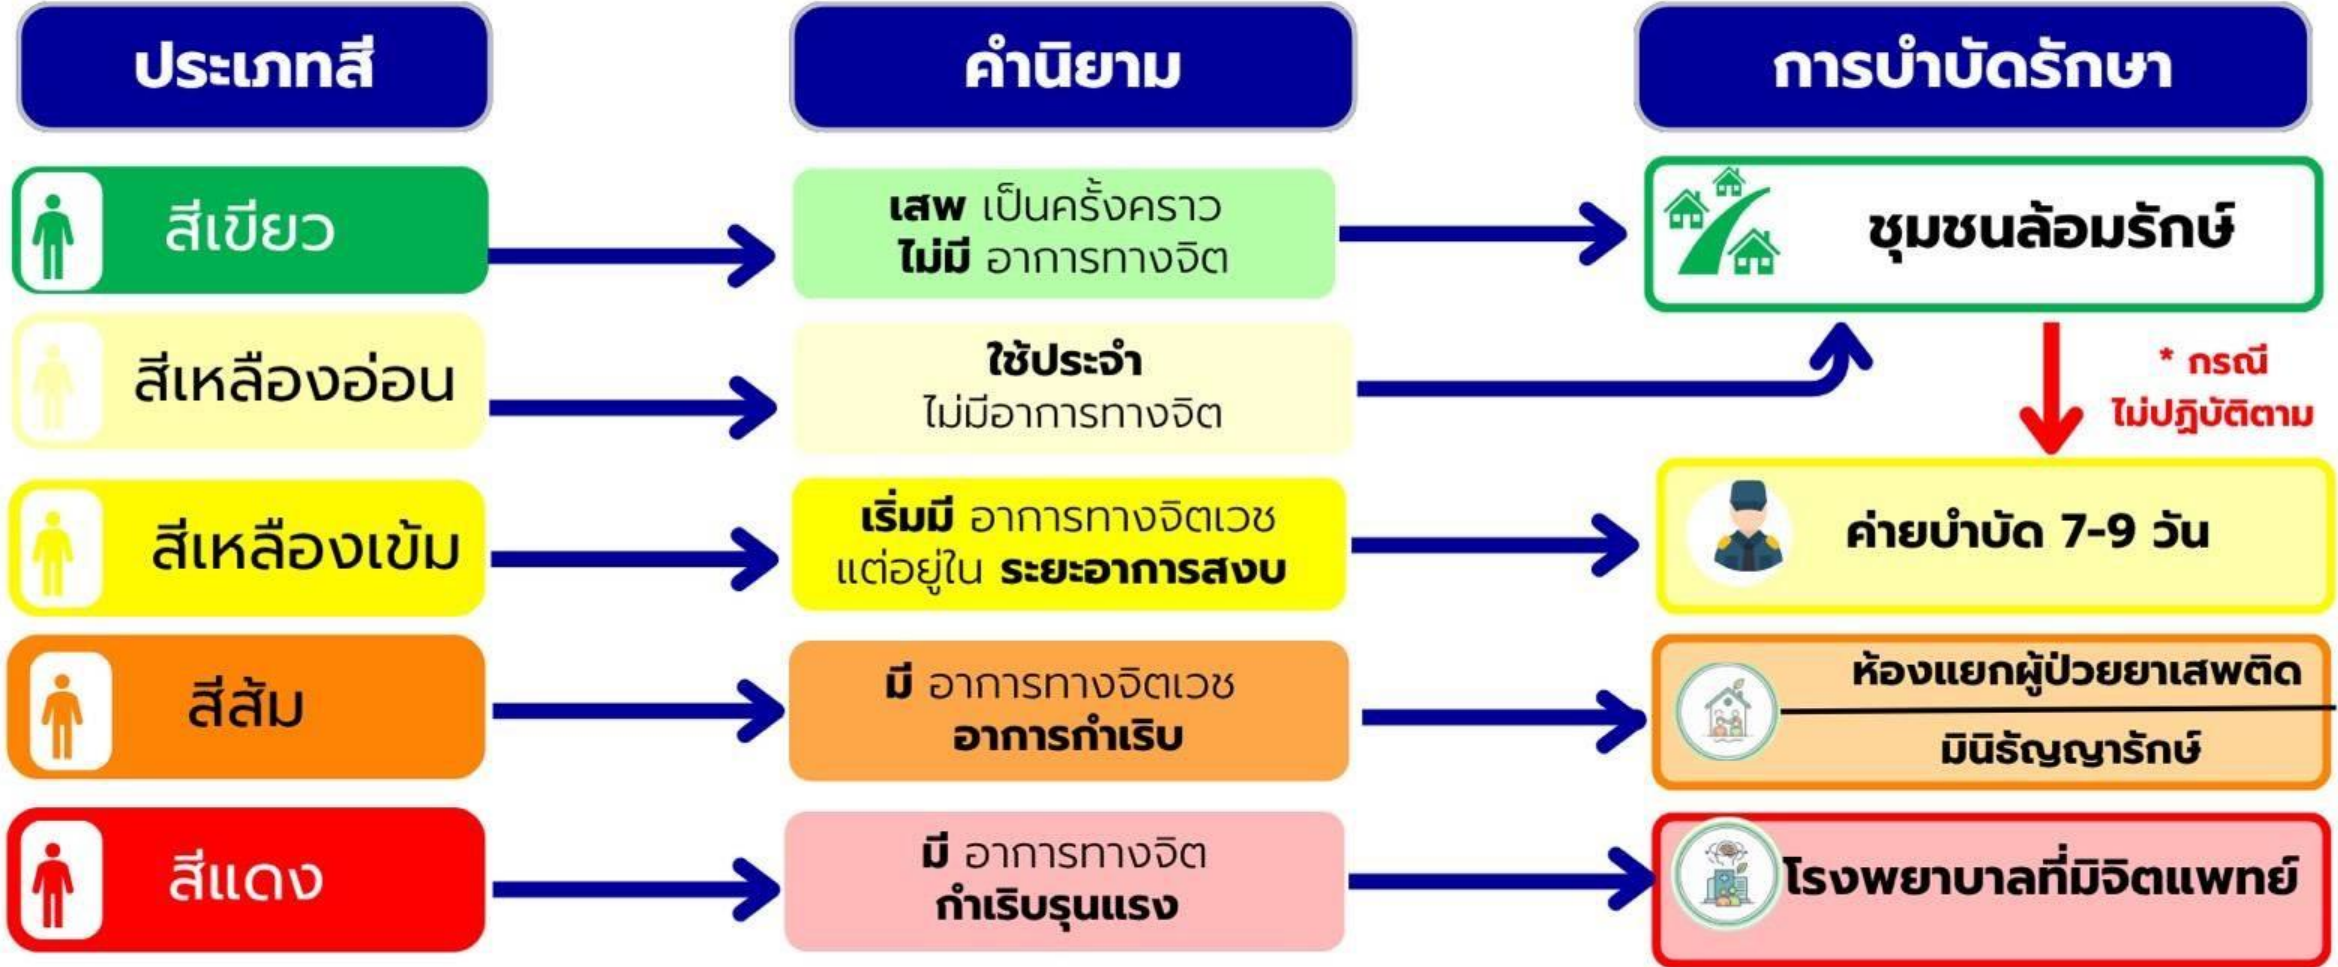 ประเภทสี
คำนิยาม
การบำบัดรักษา
สีเขียว
เสพ เป็นครั้งคราว
ไม่มี อาการทางจิต
ชุมชนล้อมรักษ์
สีเหลืองอ่อน
ใช้ประจำ
ไม่มีอาการทางจิต
* กรณี
ไม่ปฏิบัติตาม
สีเหลืองเข้ม
เริ่มมี อาการทางจิตเวช
แต่อยู่ใน ระยะอาการสงบ
ค่ายบำบัด 7-9 วัน
สีส้ม
มี อาการทางจิตเวช
อาการกำเริบ
ห้องแยกผู้ป่วยยาเสพติด
มินิธัญญารักษ์
สีแดง
มี อาการทางจิต
กำเริบรุนแรง
โรงพยาบาลที่มิจิตแพทย์